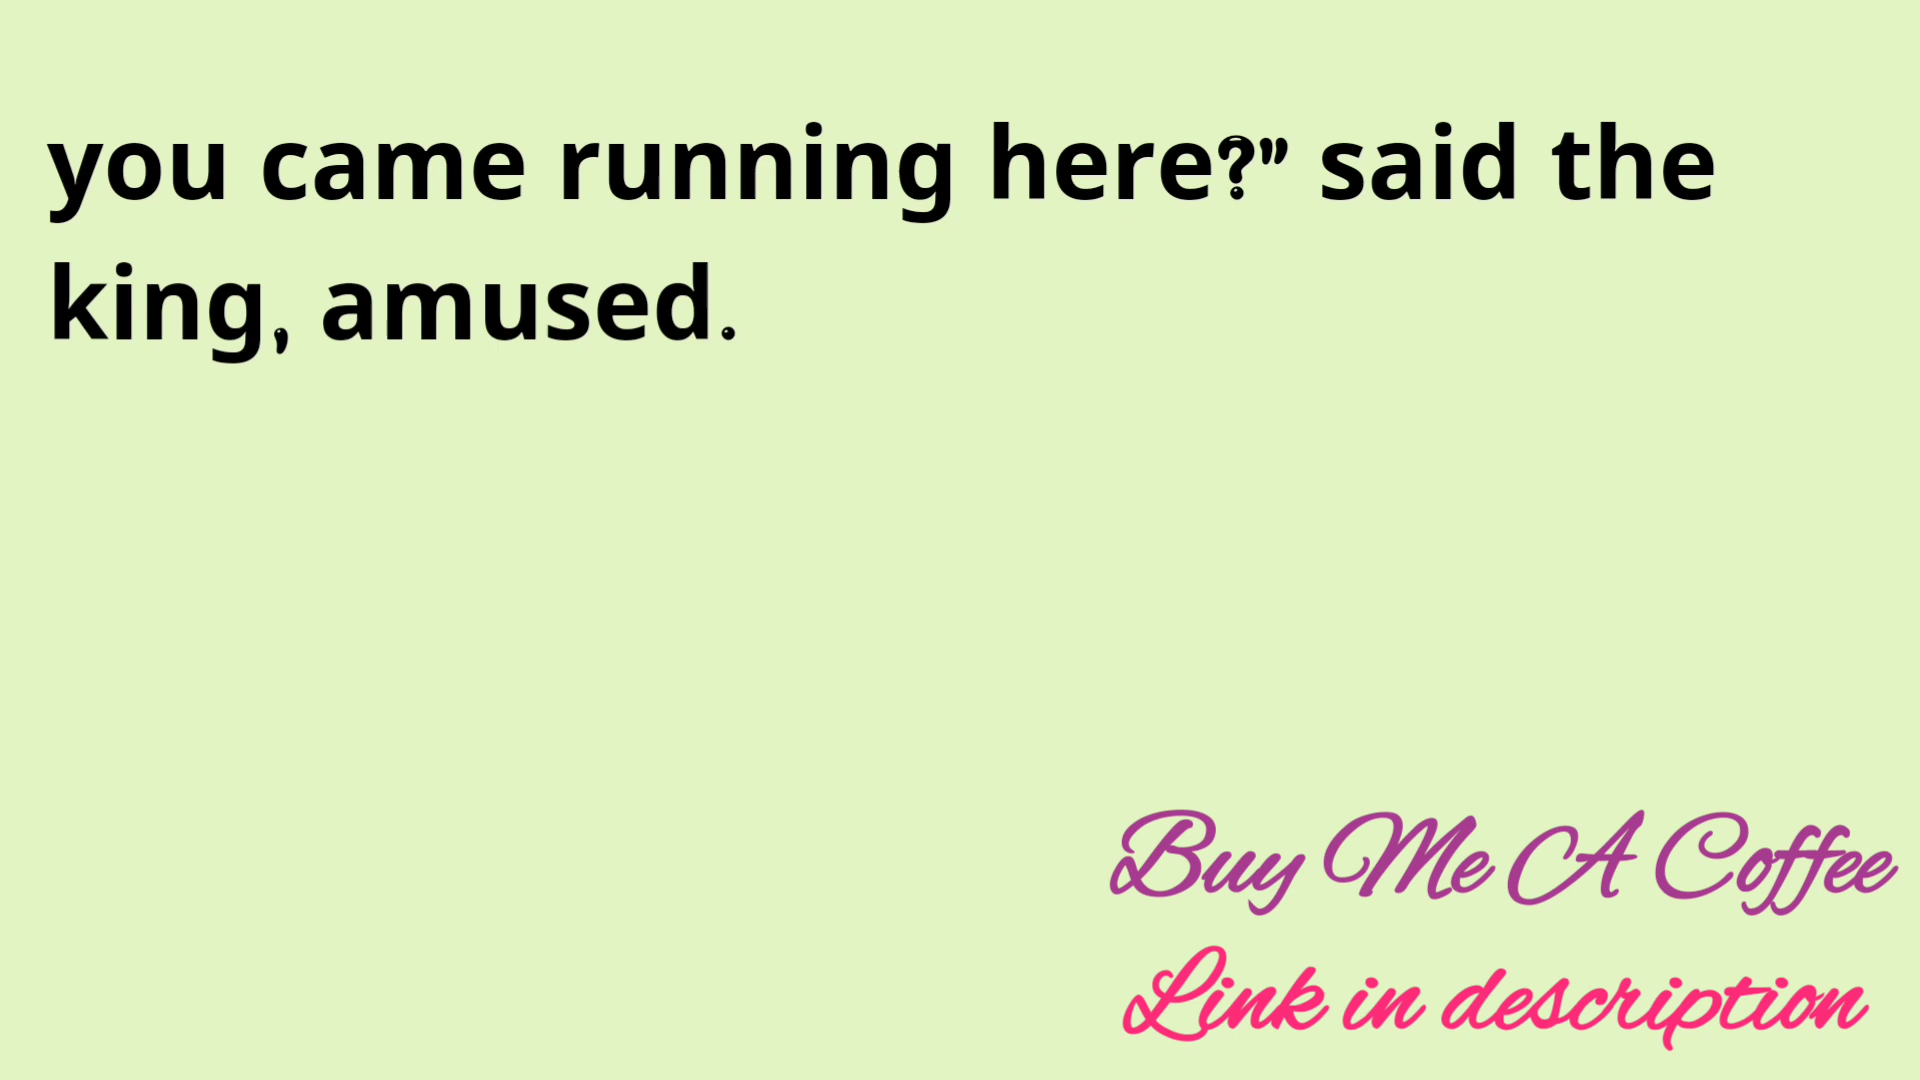 you came running here?” said the
king, amused.
Buy Me A Coffee
Link in description